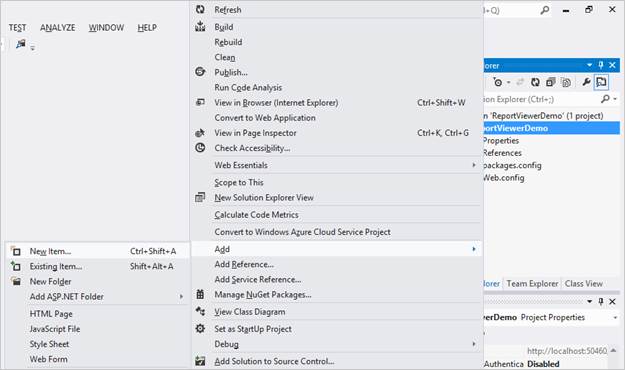 TEST ANALYZE WINDOW HELP
Refresh
Build
Rebuild
Clean
Publish...
Run Code Analysis
View in Browser (Internet Explorer) Ctrl+Shift+W
Convert to Web Application
View in Page Inspector Ctrl+K, Ctrl+G
Check Accessibility...
Web Essentials
Scope to This
New Solution Explorer View
Calculate Code Metrics
Convert to Windows Azure Cloud Service Project
Add
Add Reference...
Add Service Reference...
Manage NuGet Packages...
View Class Diagram
Set as StartUp Project
Debug
Add Solution to Source Control...
New Item... Ctrl+Shift+A
Existing Item... Shift+Alt+A
New Folder
Add ASP.NET Folder
HTML Page
JavaScript File
Style Sheet
Web Form
+Q)
plorer
n Explorer (Ctrl+;)
n 'ReportViewerDemo' (1 project)
portViewerDemo
Properties
References
packages.config
Web.config
plorer Team Explorer Class View
werDemo Project Properties
http://localhost:50460
Authentica Disabled